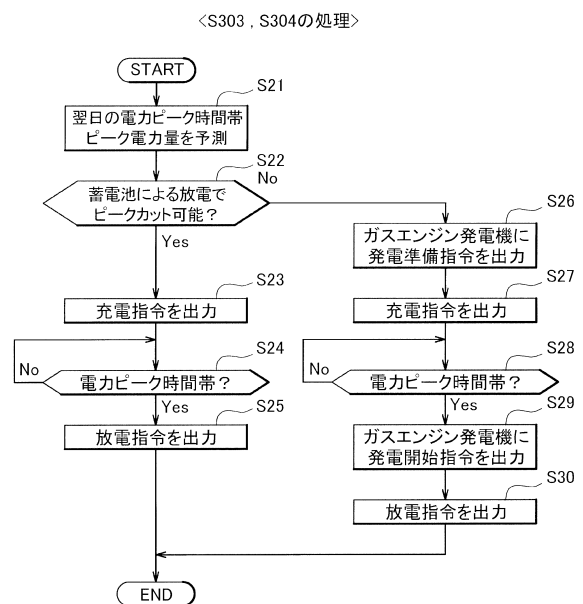 <S303 , S304の処理>
START
S21
翌日の電力ピーク時間帯
ピーク電力量を予測
S22
蓄電池による放電で
ピークカット可能？
No
Yes
S23
充電指令を出力
S24
電力ピーク時間帯？
No
Yes
S25
放電指令を出力
S26
ガスエンジン発電機に
発電準備指令を出力
S27
充電指令を出力
S28
電力ピーク時間帯？
No
Yes
S29
ガスエンジン発電機に
発電開始指令を出力
S30
放電指令を出力
END